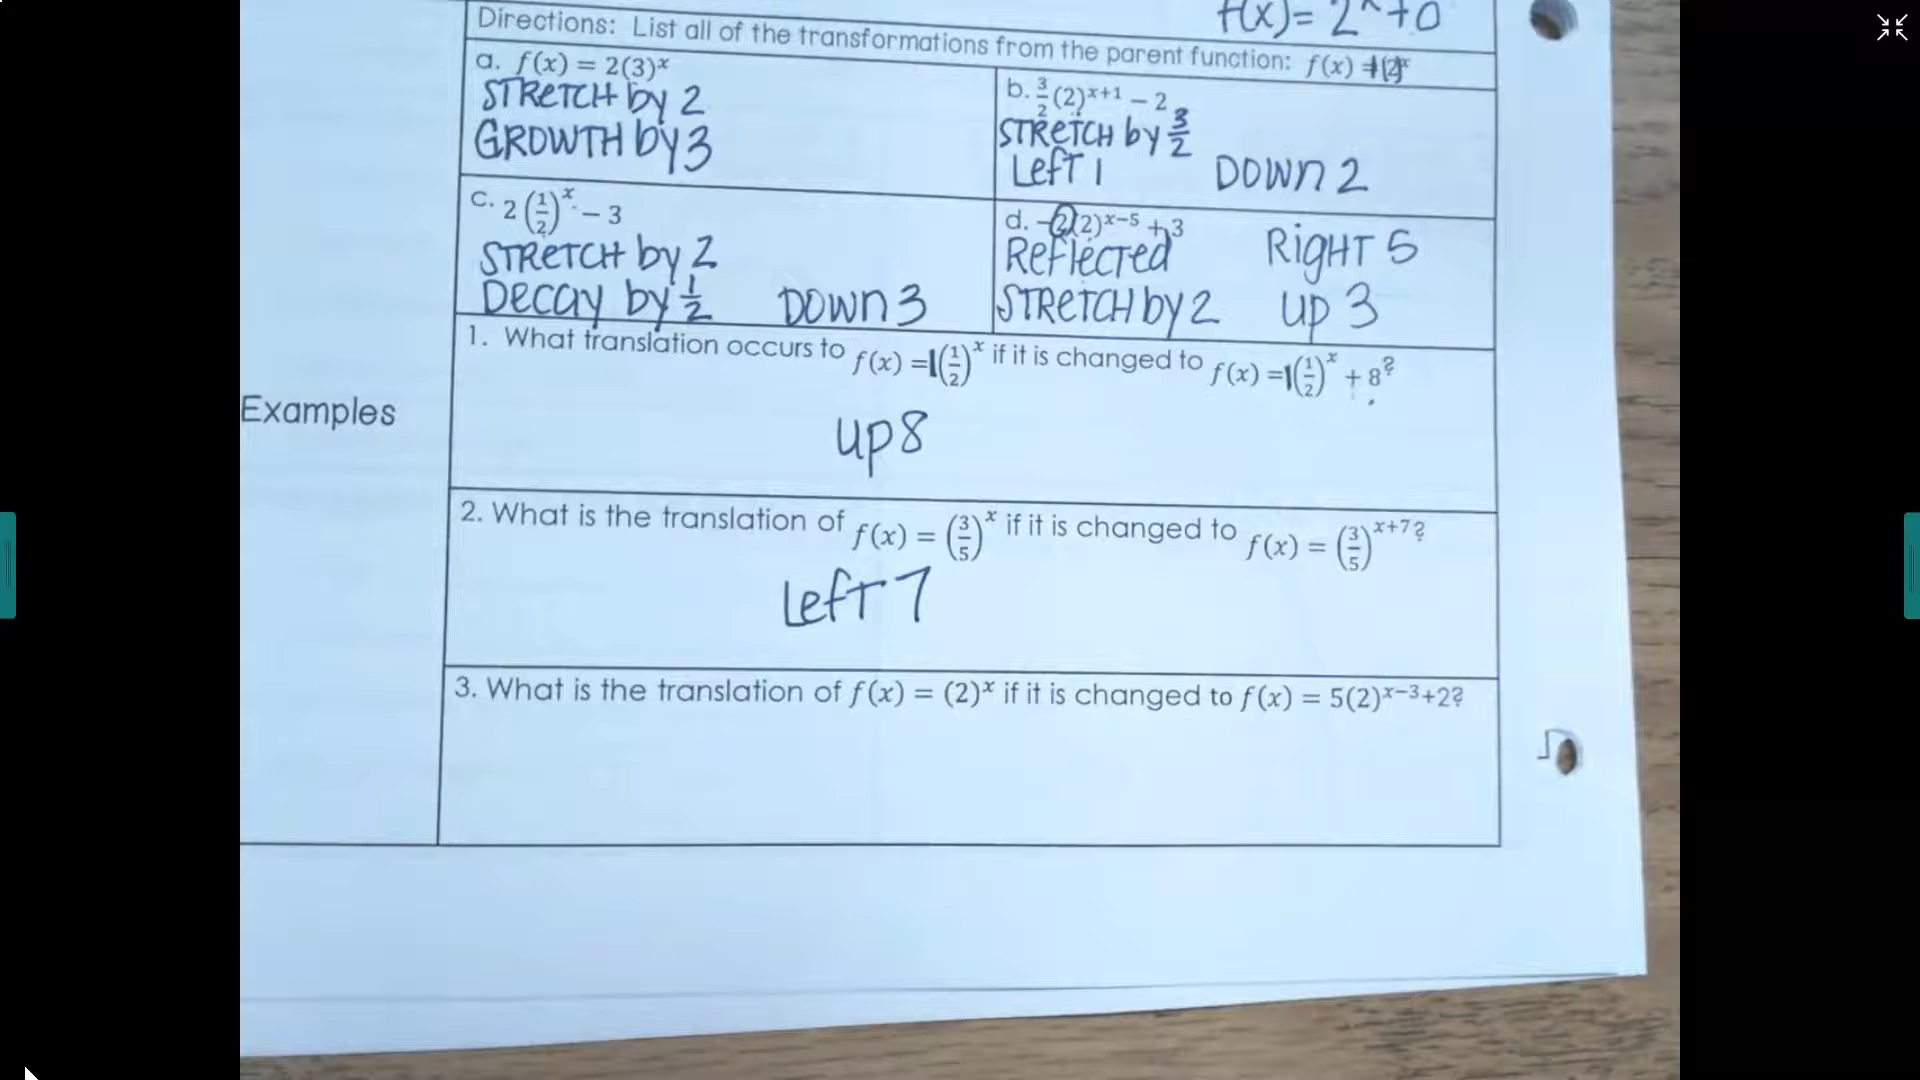 f(x) = 2^x + 0
Directions: List all of the transformations from the parent function: f(x) =
a. f(x) = 2(3)^x
STRETCH by 2
GROWTH by 3
b. 3/2 (2)^{x+1} − 2
STRETCH by 3/2
Left 1 DOWN 2
c. 2(1/2)^x − 3
STRETCH by 2
Decay by 1/2 DOWN 3
d. −2(2)^{x−5} + 3
Reflected Right 5
STRETCH by 2 up 3
1. What translation occurs to f(x) =1(1/2)^x if it is changed to f(x) =1(1/2)^x + 8?
up 8
Examples
2. What is the translation of f(x) = (3/5)^x if it is changed to f(x) = (3/5)^{x+7}?
Left 7
3. What is the translation of f(x) = (2)^x if it is changed to f(x) = 5(2)^{x−3}+2?